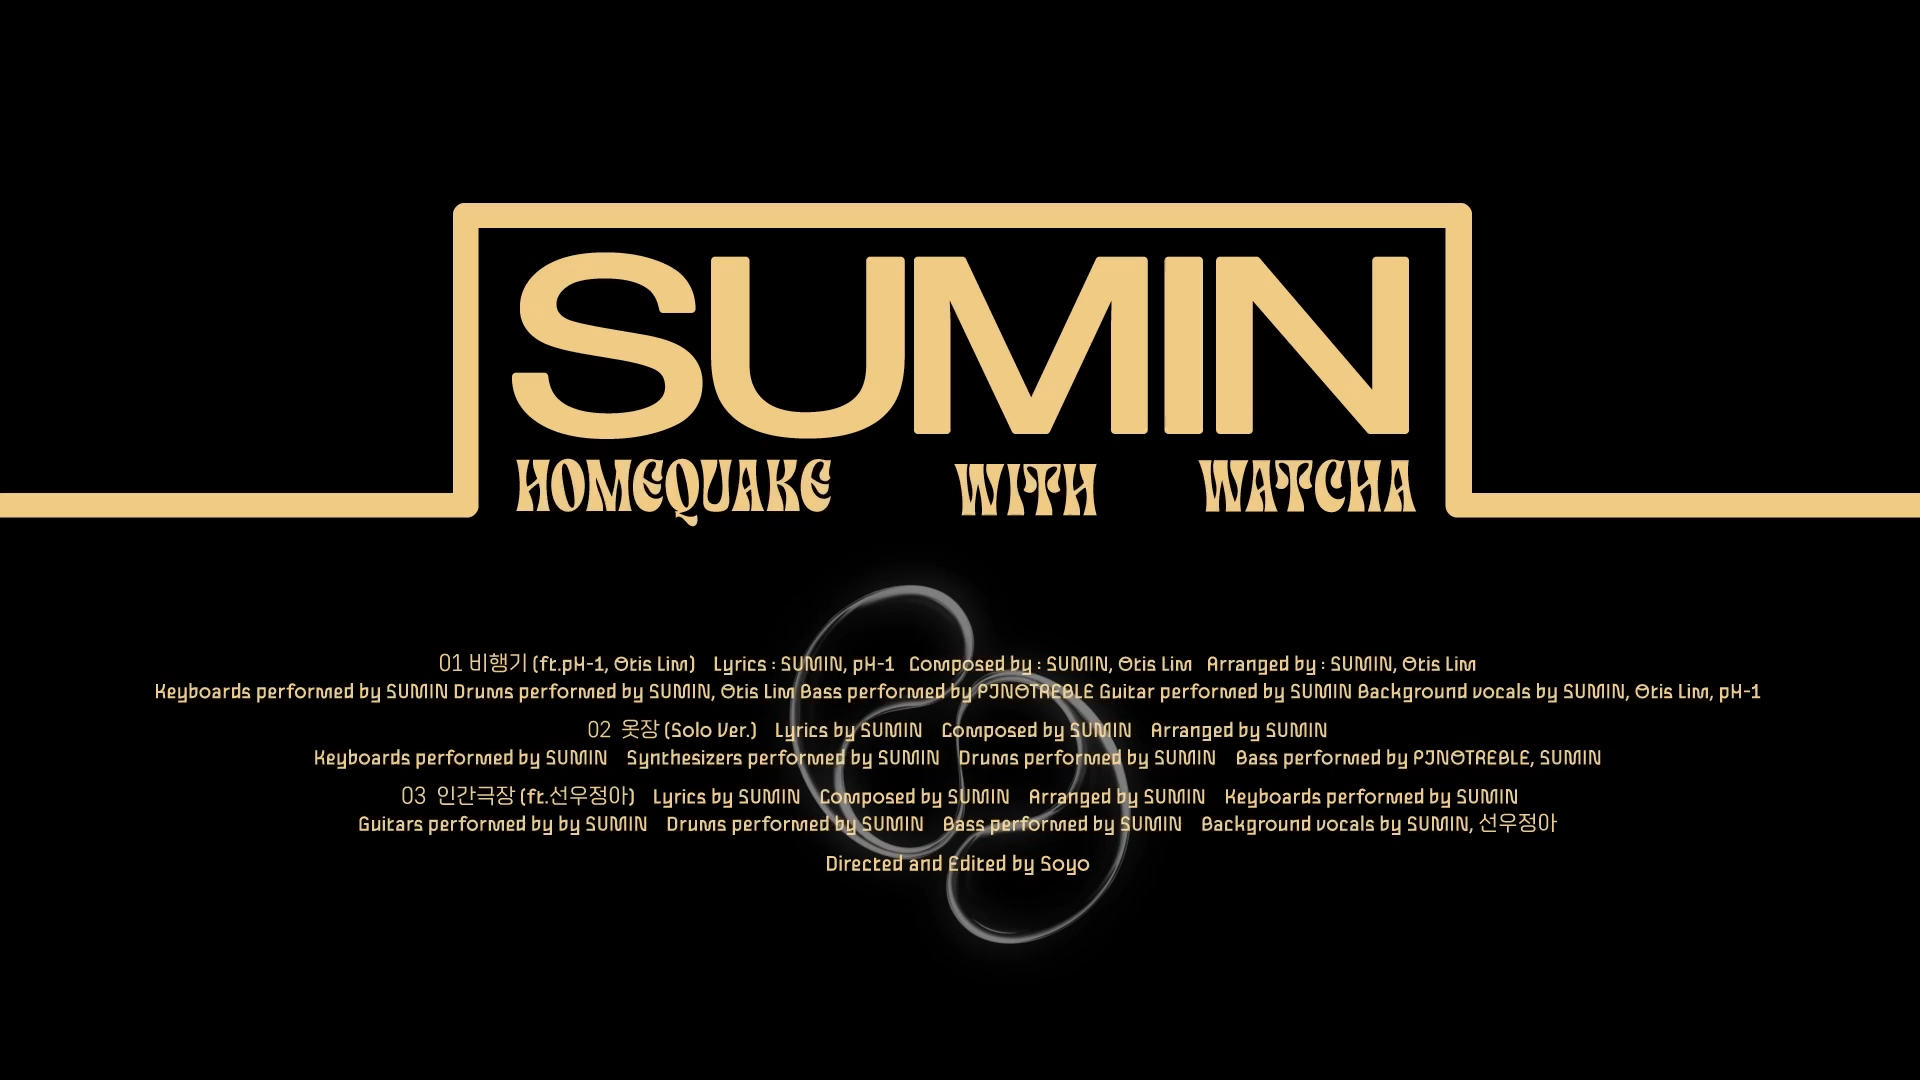 SUMIN
HOMEQUAKE WITH WATCHA
01 비행기 (ft.pH-1, Otis Lim) Lyrics : SUMIN, pH-1 Composed by : SUMIN, Otis Lim Arranged by : SUMIN, Otis Lim
Keyboards performed by SUMIN Drums performed by SUMIN, Otis Lim Bass performed by PJNOTREBLE Guitar performed by SUMIN Background vocals by SUMIN, Otis Lim, pH-1
02 옷장 (Solo Ver.) Lyrics by SUMIN Composed by SUMIN Arranged by SUMIN
Keyboards performed by SUMIN Synthesizers performed by SUMIN Drums performed by SUMIN Bass performed by PJNOTREBLE, SUMIN
03 인간극장 (ft.선우정아) Lyrics by SUMIN Composed by SUMIN Arranged by SUMIN Keyboards performed by SUMIN
Guitars performed by by SUMIN Drums performed by SUMIN Bass performed by SUMIN Background vocals by SUMIN, 선우정아
Directed and Edited by Soyo